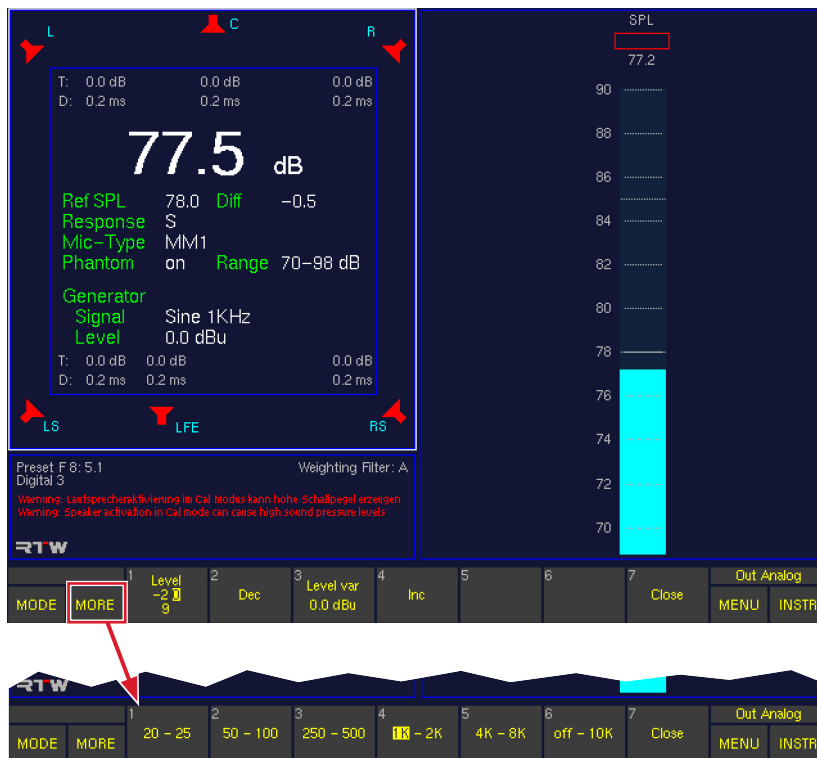 L C R
T: 0.0 dB 0.0 dB 0.0 dB
D: 0.2 ms 0.2 ms 0.2 ms
77.5 dB
Ref SPL 78.0 Diff −0.5
Response S
Mic−Type MM1
Phantom on Range 70−98 dB
Generator
Signal Sine 1KHz
Level 0.0 dBu
T: 0.0 dB 0.0 dB 0.0 dB
D: 0.2 ms 0.2 ms 0.2 ms
LS LFE RS
Preset F 8: 5.1 Weighting Filter: A
Digital 3
Warnung: Lautsprecheraktivierung im Cal Modus kann hohe Schallpegel erzeugen
Warning: Speaker activation in Cal mode can cause high sound pressure levels
RTW
SPL
77.2
90
88
86
84
82
80
78
76
74
72
70
MODE MORE
1 Level −20 9
2 Dec
3 Level var 0.0 dBu
4 Inc
5
6
7 Close
Out Analog
MENU INSTR
RTW
MODE MORE
1 20 − 25
2 50 − 100
3 250 − 500
4 1K − 2K
5 4K − 8K
6 off − 10K
7 Close
Out Analog
MENU INSTR